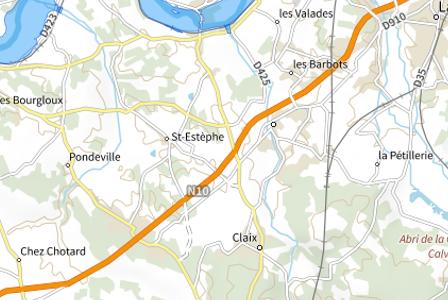 les Valades
D910
L
D423
les Barbots
D425
D35
es Bourgloux
St-Estèphe
Pondeville
la Pétillerie
N10
Claix
Abri de la
Calv
Chez Chotard